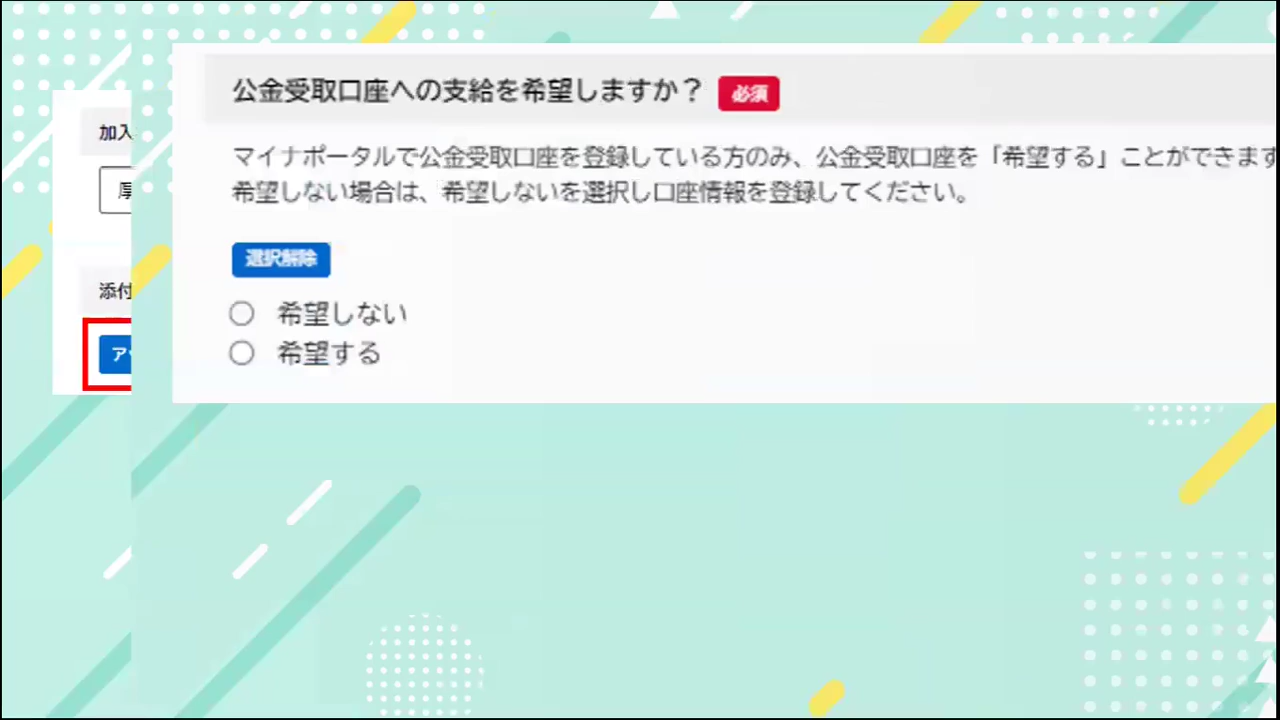 公金受取口座への支給を希望しますか？ 必須
マイナポータルで公金受取口座を登録している方のみ、公金受取口座を「希望する」ことができます
希望しない場合は、希望しないを選択し口座情報を登録してください。
選択解除
希望しない
希望する
加入
厚
添付
ア